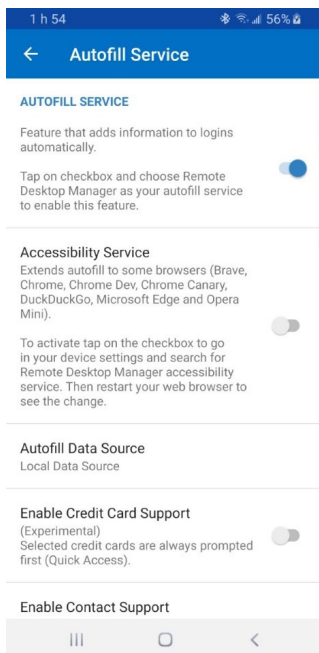 1 h 54 56%
Autofill Service
AUTOFILL SERVICE
Feature that adds information to logins
automatically.
Tap on checkbox and choose Remote
Desktop Manager as your autofill service
to enable this feature.
Accessibility Service
Extends autofill to some browsers (Brave,
Chrome, Chrome Dev, Chrome Canary,
DuckDuckGo, Microsoft Edge and Opera
Mini).
To activate tap on the checkbox to go
in your device settings and search for
Remote Desktop Manager accessibility
service. Then restart your web browser to
see the change.
Autofill Data Source
Local Data Source
Enable Credit Card Support
(Experimental)
Selected credit cards are always prompted
first (Quick Access).
Enable Contact Support